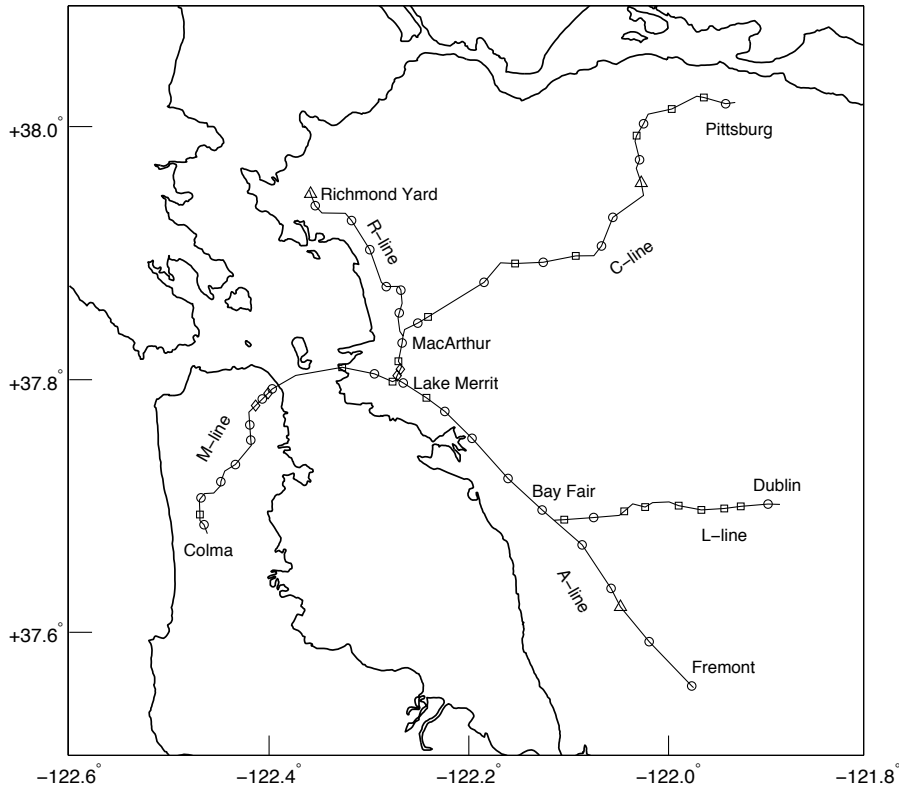 +38.0°
Pittsburg
Richmond Yard
R–line
C–line
MacArthur
+37.8°
Lake Merrit
M–line
Bay Fair
Dublin
L–line
Colma
A–line
+37.6°
Fremont
−122.6°
−122.4°
−122.2°
−122.0°
−121.8°